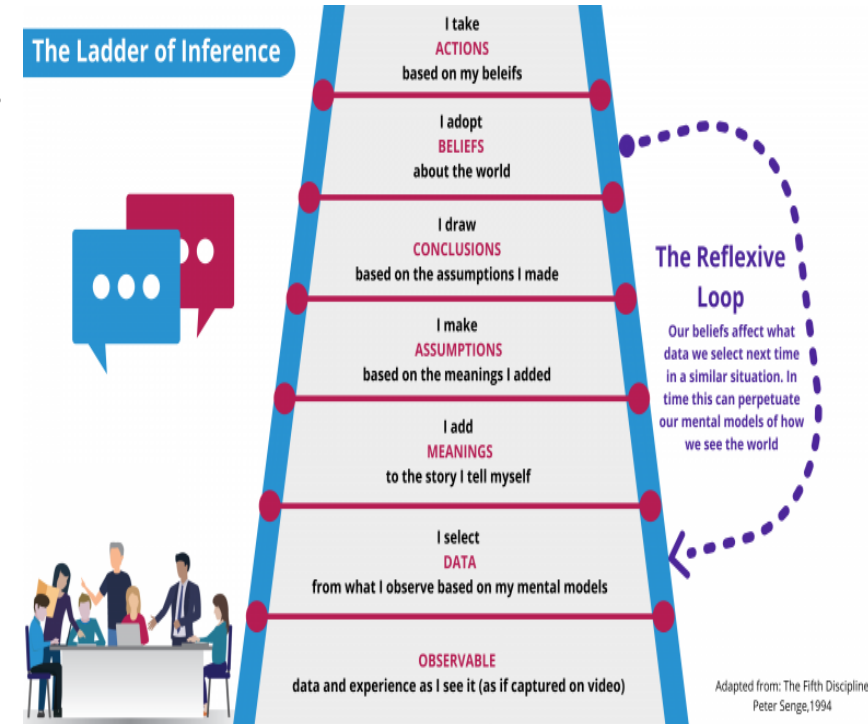 The Ladder of Inference
I take
ACTIONS
based on my beleifs
I adopt
BELIEFS
about the world
I draw
CONCLUSIONS
based on the assumptions I made
I make
ASSUMPTIONS
based on the meanings I added
I add
MEANINGS
to the story I tell myself
I select
DATA
from what I observe based on my mental models
OBSERVABLE
data and experience as I see it (as if captured on video)
The Reflexive
Loop
Our beliefs affect what
data we select next time
in a similar situation. In
time this can perpetuate
our mental models of how
we see the world
Adapted from: The Fifth Discipline
Peter Senge,1994